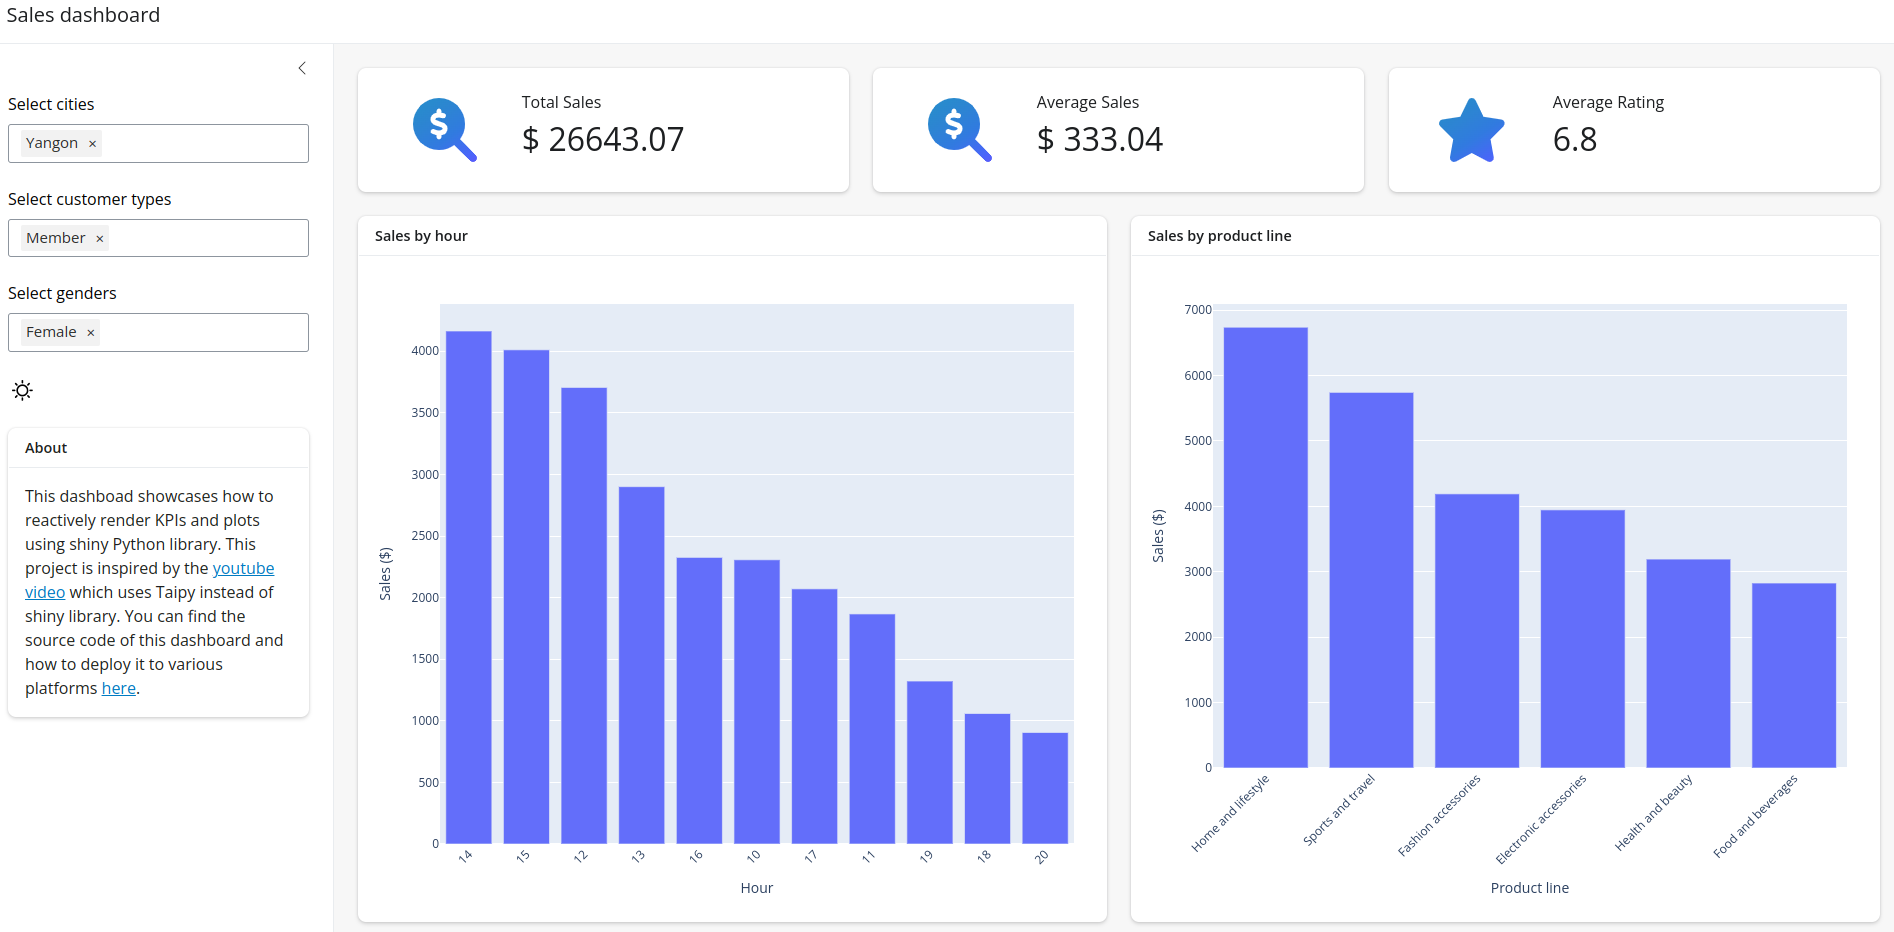 Sales dashboard
Select cities
Yangon ×
Select customer types
Member ×
Select genders
Female ×
About
This dashboad showcases how to
reactively render KPIs and plots
using shiny Python library. This
project is inspired by the youtube
video which uses Taipy instead of
shiny library. You can find the
source code of this dashboard and
how to deploy it to various
platforms here.
Total Sales
$ 26643.07
Average Sales
$ 333.04
Average Rating
6.8
Sales by hour
Sales ($)
4000
3500
3000
2500
2000
1500
1000
500
0
14 15 12 13 16 10 17 11 19 18 20
Hour
Sales by product line
Sales ($)
7000
6000
5000
4000
3000
2000
1000
0
Home and lifestyle
Sports and travel
Fashion accessories
Electronic accessories
Health and beauty
Food and beverages
Product line